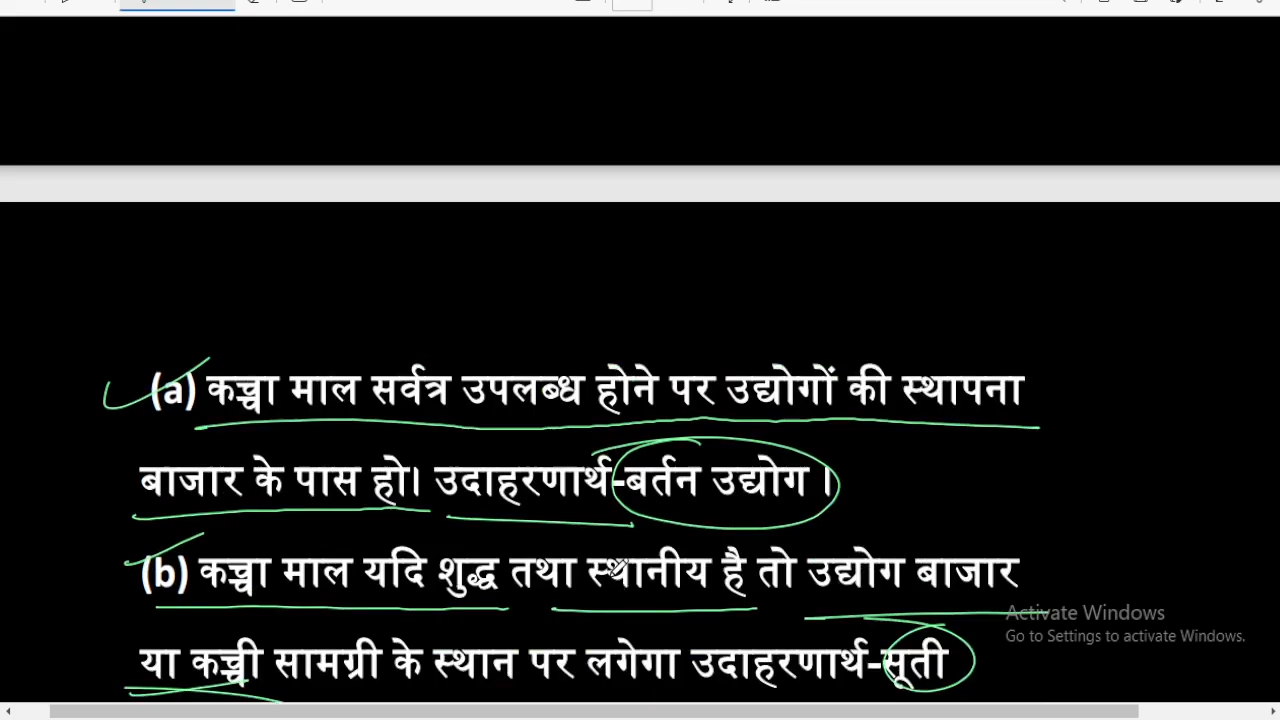 (a) कच्चा माल सर्वत्र उपलब्ध होने पर उद्योगों की स्थापना
बाजार के पास हो। उदाहरणार्थ-बर्तन उद्योग ।
(b) कच्चा माल यदि शुद्ध तथा स्थानीय है तो उद्योग बाजार
Activate Windows
Go to Settings to activate Windows.
या कच्ची सामग्री के स्थान पर लगेगा उदाहरणार्थ-सूती